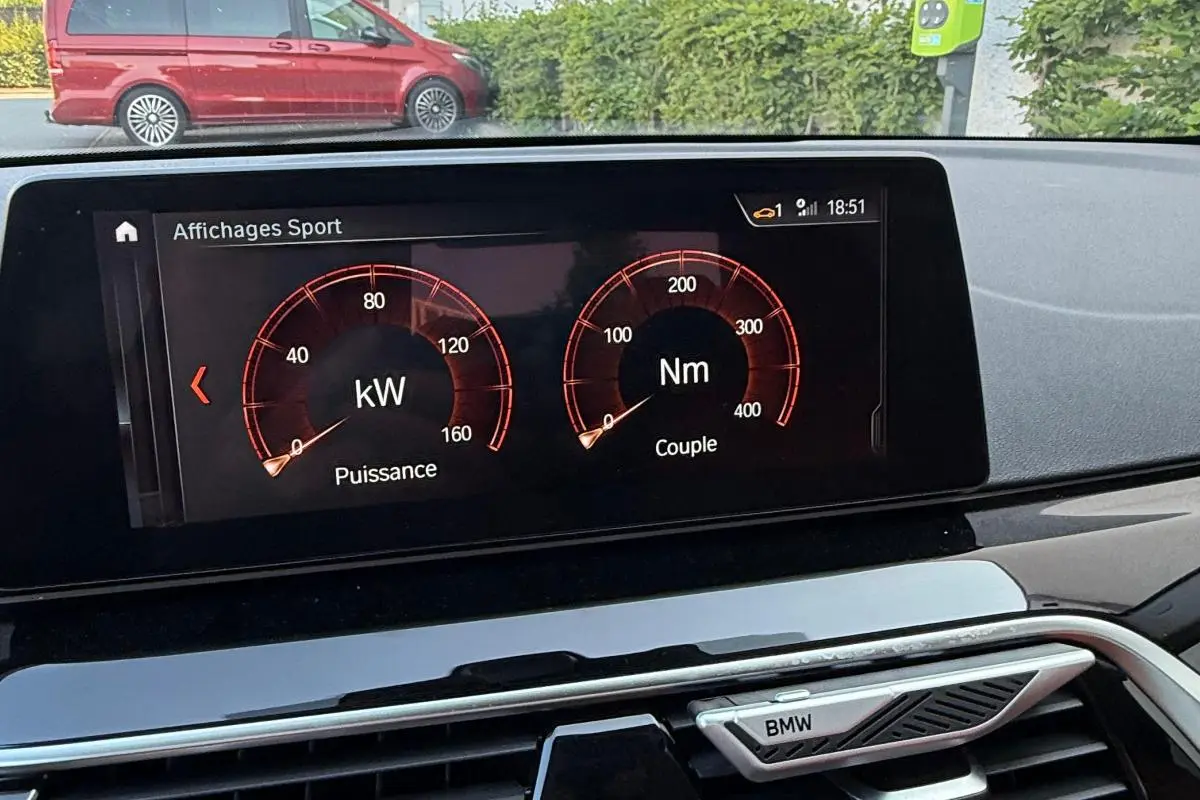 Affichages Sport
1 18:51
80
40
120
kW
0
160
Puissance
200
100
300
Nm
0
400
Couple
BMW